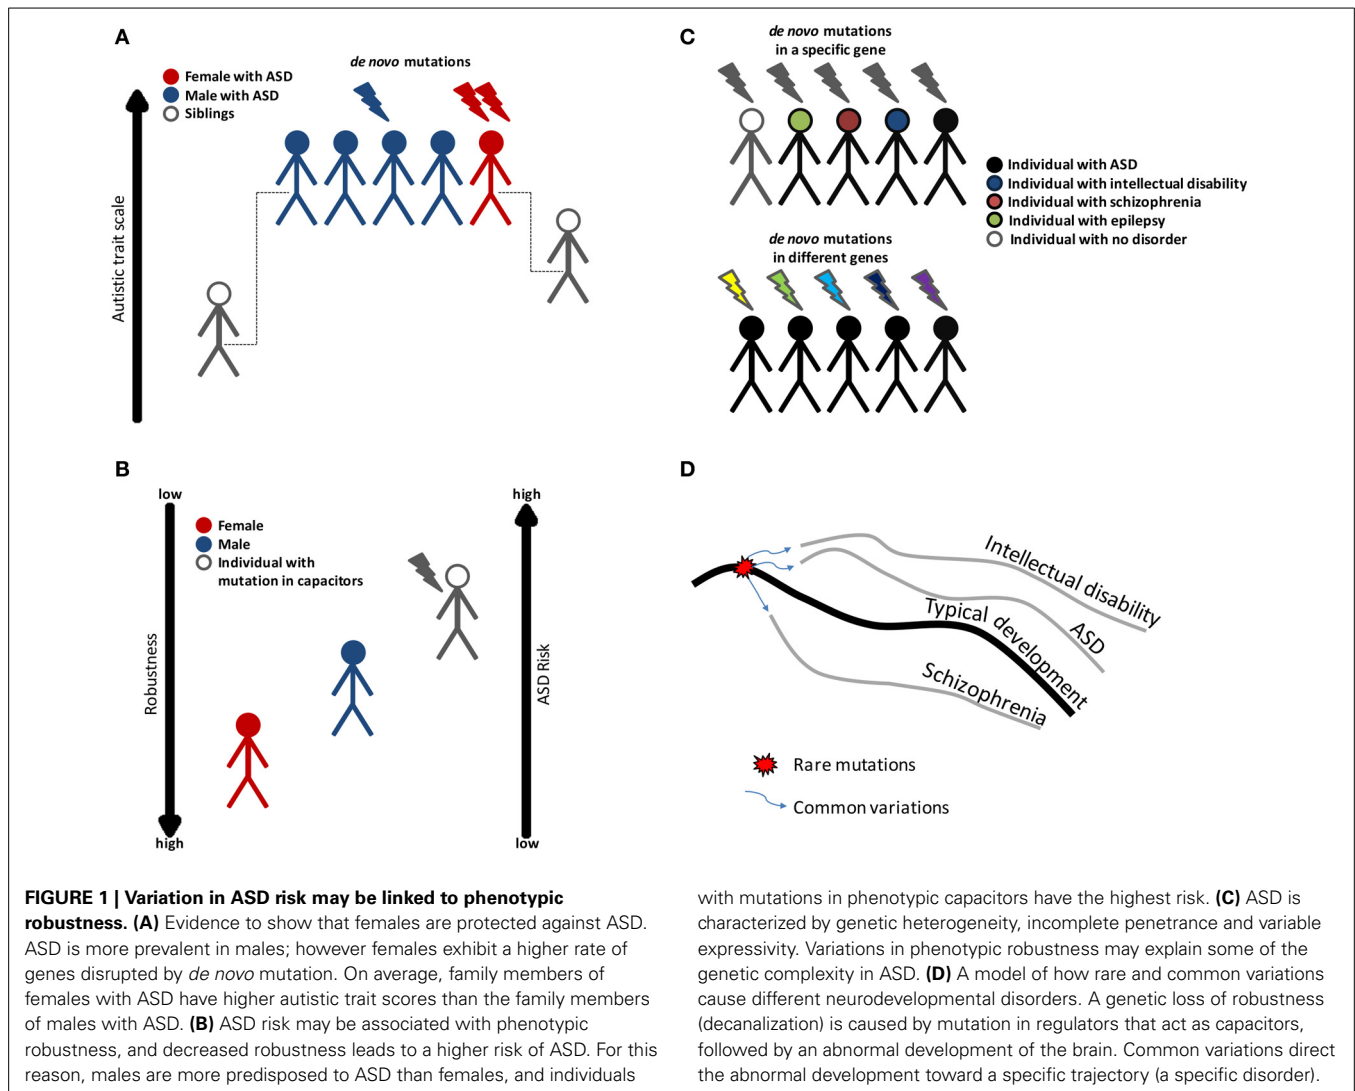 A
Female with ASD
Male with ASD
Siblings
de novo mutations
Autistic trait scale
C
de novo mutations
in a specific gene
Individual with ASD
Individual with intellectual disability
Individual with schizophrenia
Individual with epilepsy
Individual with no disorder
de novo mutations
in different genes
B
low
high
Female
Male
Individual with
mutation in capacitors
Robustness
ASD Risk
high
low
D
Intellectual disability
ASD
Typical development
Schizophrenia
Rare mutations
Common variations
FIGURE 1 | Variation in ASD risk may be linked to phenotypic
robustness. (A) Evidence to show that females are protected against ASD.
ASD is more prevalent in males; however females exhibit a higher rate of
genes disrupted by de novo mutation. On average, family members of
females with ASD have higher autistic trait scores than the family members
of males with ASD. (B) ASD risk may be associated with phenotypic
robustness, and decreased robustness leads to a higher risk of ASD. For this
reason, males are more predisposed to ASD than females, and individuals
with mutations in phenotypic capacitors have the highest risk. (C) ASD is
characterized by genetic heterogeneity, incomplete penetrance and variable
expressivity. Variations in phenotypic robustness may explain some of the
genetic complexity in ASD. (D) A model of how rare and common variations
cause different neurodevelopmental disorders. A genetic loss of robustness
(decanalization) is caused by mutation in regulators that act as capacitors,
followed by an abnormal development of the brain. Common variations direct
the abnormal development toward a specific trajectory (a specific disorder).